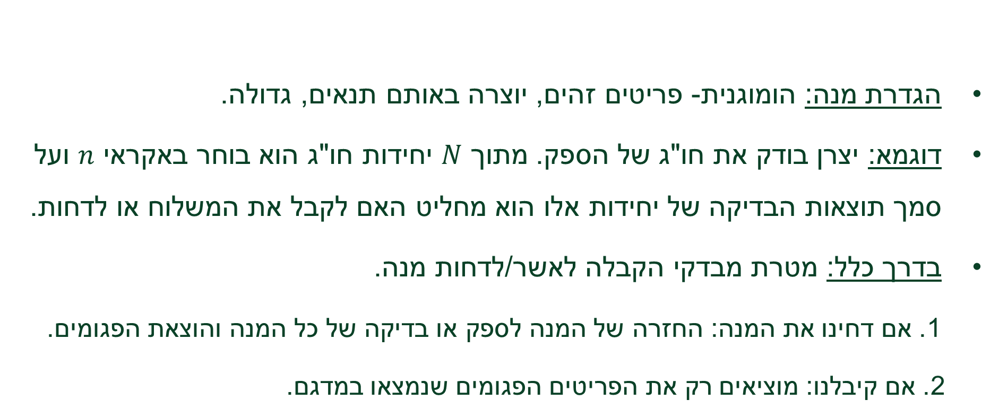 • הגדרת מנה: הומוגנית- פריטים זהים, יוצרה באותם תנאים, גדולה.
• דוגמא: יצרן בודק את חו"ג של הספק. מתוך N יחידות חו"ג הוא בוחר באקראי n ועל
סמך תוצאות הבדיקה של יחידות אלו הוא מחליט האם לקבל את המשלוח או לדחות.
• בדרך כלל: מטרת מבדקי הקבלה לאשר/לדחות מנה.
1. אם דחינו את המנה: החזרה של המנה לספק או בדיקה של כל המנה והוצאת הפגומים.
2. אם קיבלנו: מוציאים רק את הפריטים הפגומים שנמצאו במדגם.